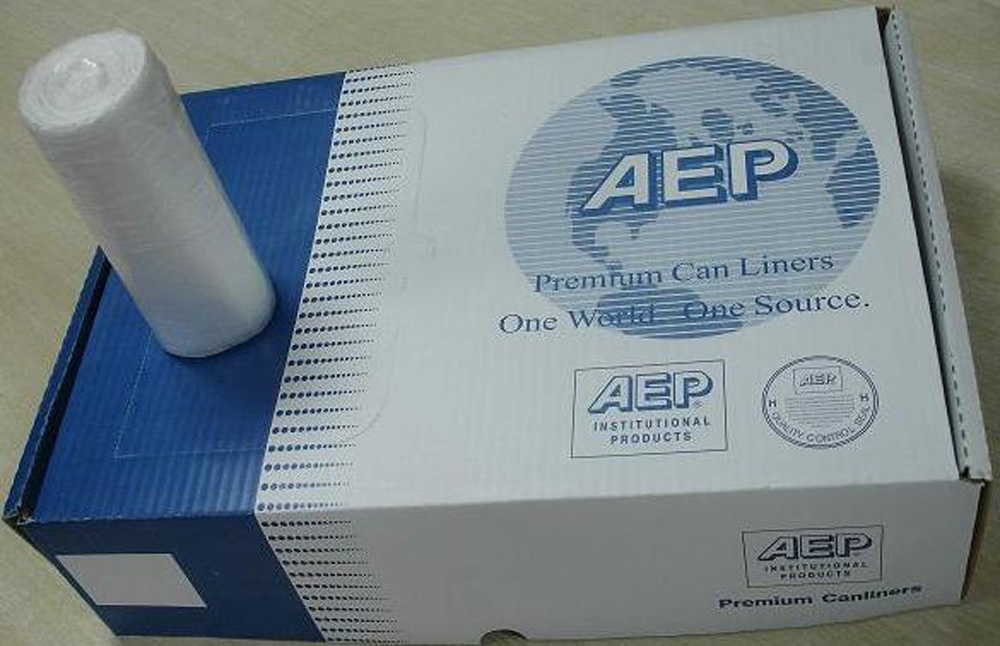 AEP
Premium Can Liners
One World One Source.
AEP
INSTITUTIONAL
PRODUCTS
AEP
H H
QUALITY CONTROL SEAL
AEP
INSTITUTIONAL
PRODUCTS
Premium Canliners